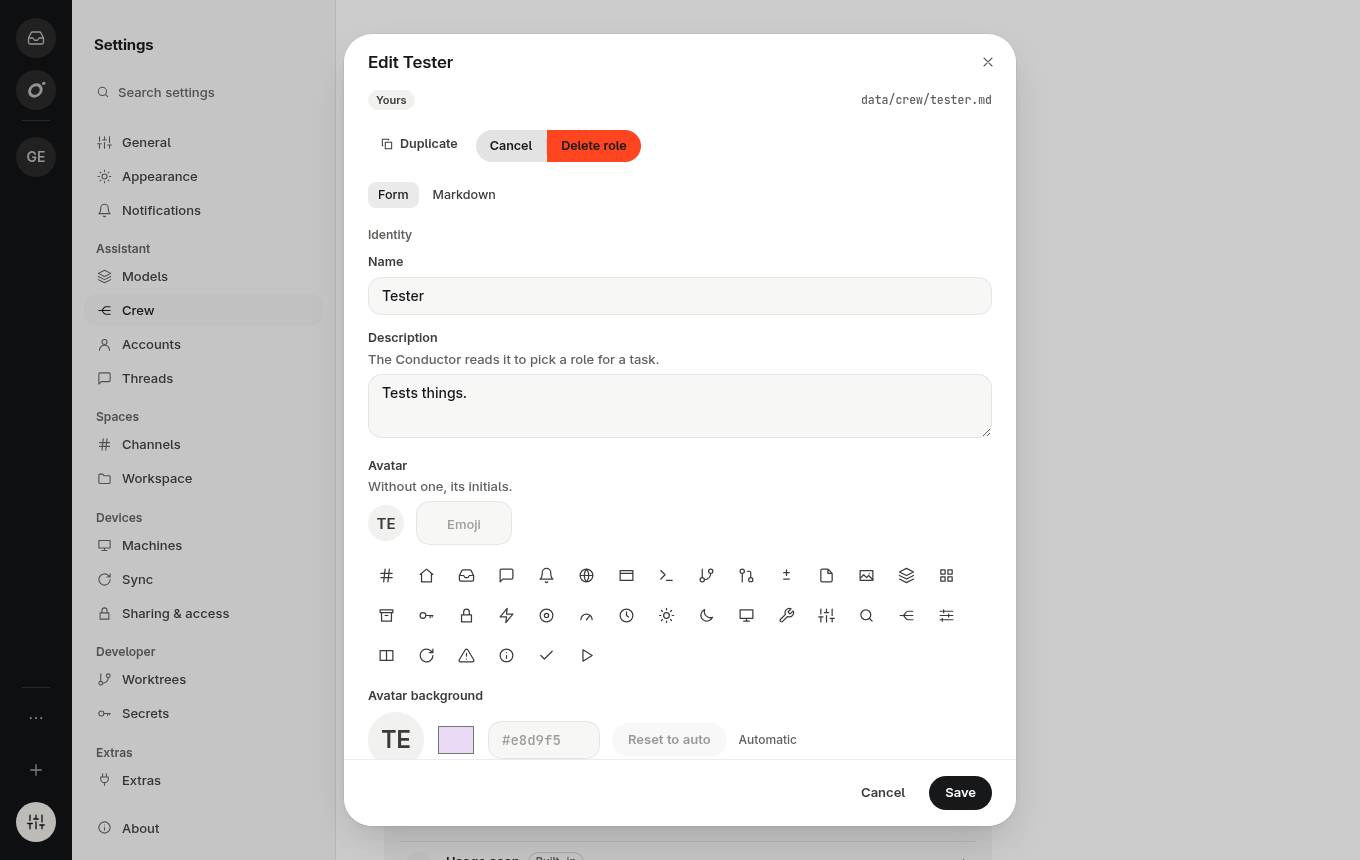 GE
Settings
Search settings
General
Appearance
Notifications
Assistant
Models
Crew
Accounts
Threads
Spaces
Channels
Workspace
Devices
Machines
Sync
Sharing & access
Developer
Worktrees
Secrets
Extras
Extras
About
Edit Tester
Yours
data/crew/tester.md
Duplicate
Cancel
Delete role
Form
Markdown
Identity
Name
Tester
Description
The Conductor reads it to pick a role for a task.
Tests things.
Avatar
Without one, its initials.
TE
Emoji
Avatar background
TE
#e8d9f5
Reset to auto
Automatic
Cancel
Save